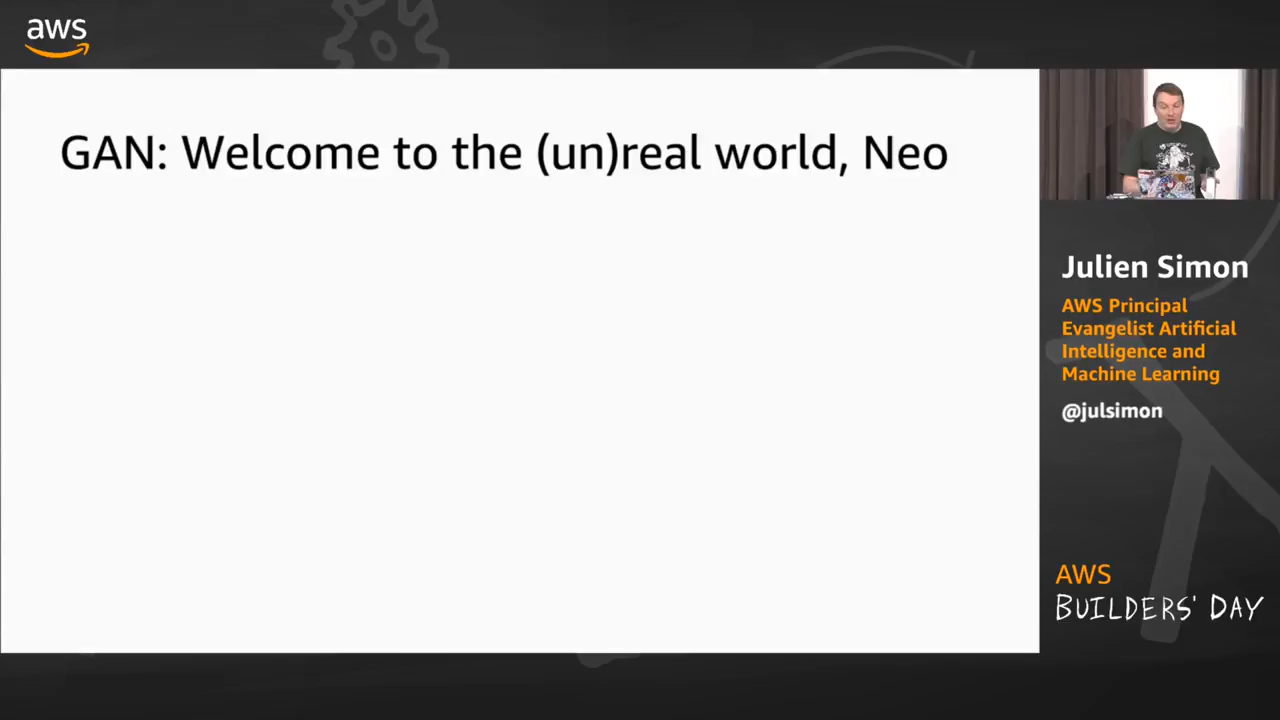 aws
GAN: Welcome to the (un)real world, Neo
Julien Simon
AWS Principal
Evangelist Artificial
Intelligence and
Machine Learning
@julsimon
AWS
BUILDERS' DAY